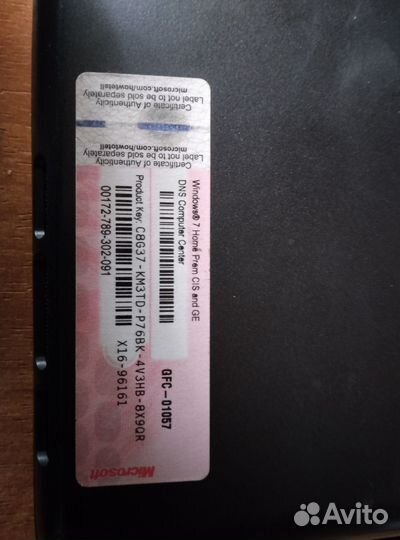 Certificate of Authenticity
Label not to be sold separately
microsoft.com/howtotell
Certificate of Authenticity
Label not to be sold separately
microsoft.com/howtotell
Windows® 7 Home Prem CIS and GE
DNS Computer Center
GFC-01057
Product Key: C8G37-KM3TD-P76BK-4V3HB-8X9QR
00172-789-302-091
X16-96161
Microsoft
Avito